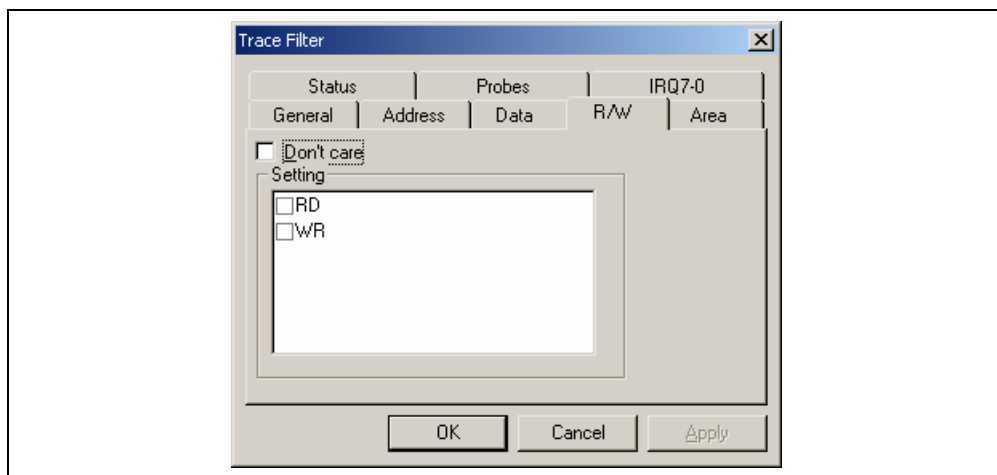 Trace Filter
Status Probes IRQ7-0
General Address Data R/W Area
Don't care
Setting
RD
WR
OK Cancel Apply